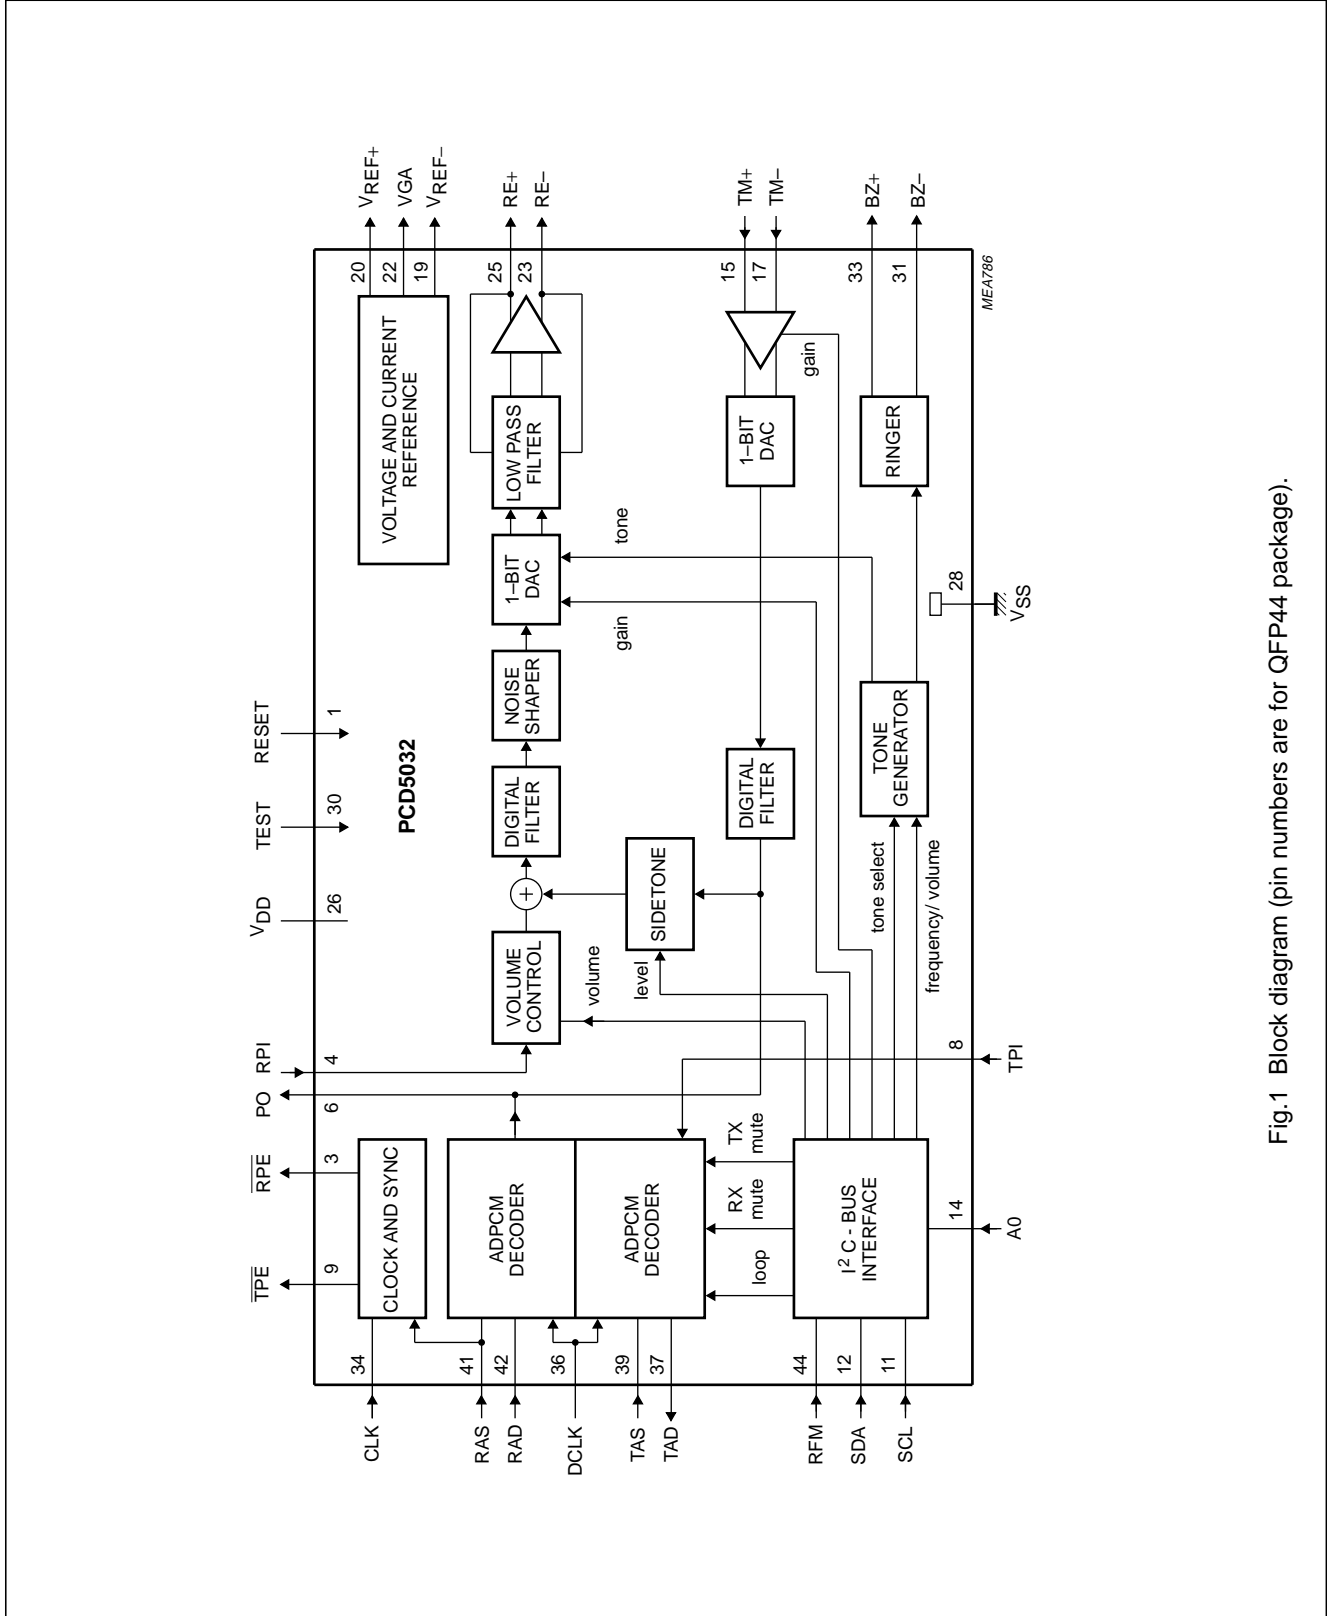 RPE
TPE
PO
RPI
VDD
TEST
RESET
9
3
6
4
26
30
1
PCD5032
VOLTAGE AND CURRENT
REFERENCE
20
22
19
VREF+
VGA
VREF−
CLK
34
CLOCK AND SYNC
RAS
41
RAD
42
DCLK
36
TAS
39
TAD
37
ADPCM
DECODER
ADPCM
DECODER
VOLUME
CONTROL
+
DIGITAL
FILTER
NOISE
SHAPER
1–BIT
DAC
LOW PASS
FILTER
25
23
RE+
RE−
volume
level
SIDETONE
gain
tone
loop
RX
mute
TX
mute
DIGITAL
FILTER
1–BIT
DAC
gain
15
17
TM+
TM−
RFM
44
SDA
12
SCL
11
I2C - BUS
INTERFACE
tone select
frequency/ volume
TONE
GENERATOR
RINGER
33
31
BZ+
BZ−
14
A0
8
TPI
28
VSS
MEA786
Fig.1 Block diagram (pin numbers are for QFP44 package).